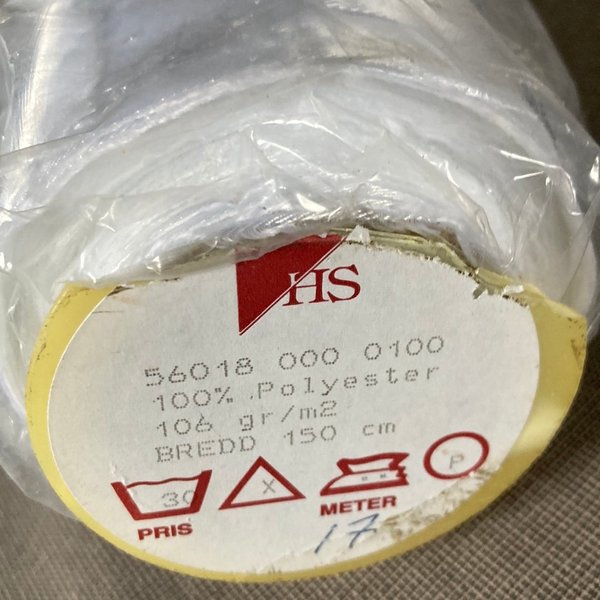 HS
56018 000 0100
100% .Polyester
106 gr/m2
BREDD 150 cm
30 X P
PRIS METER
17